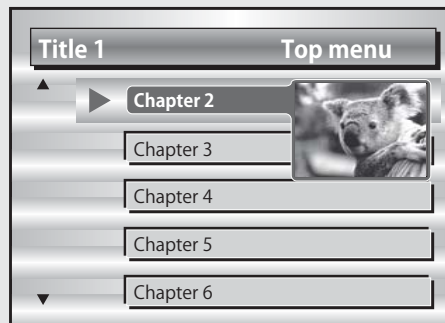 Title 1 Top menu
Chapter 2
Chapter 3
Chapter 4
Chapter 5
Chapter 6